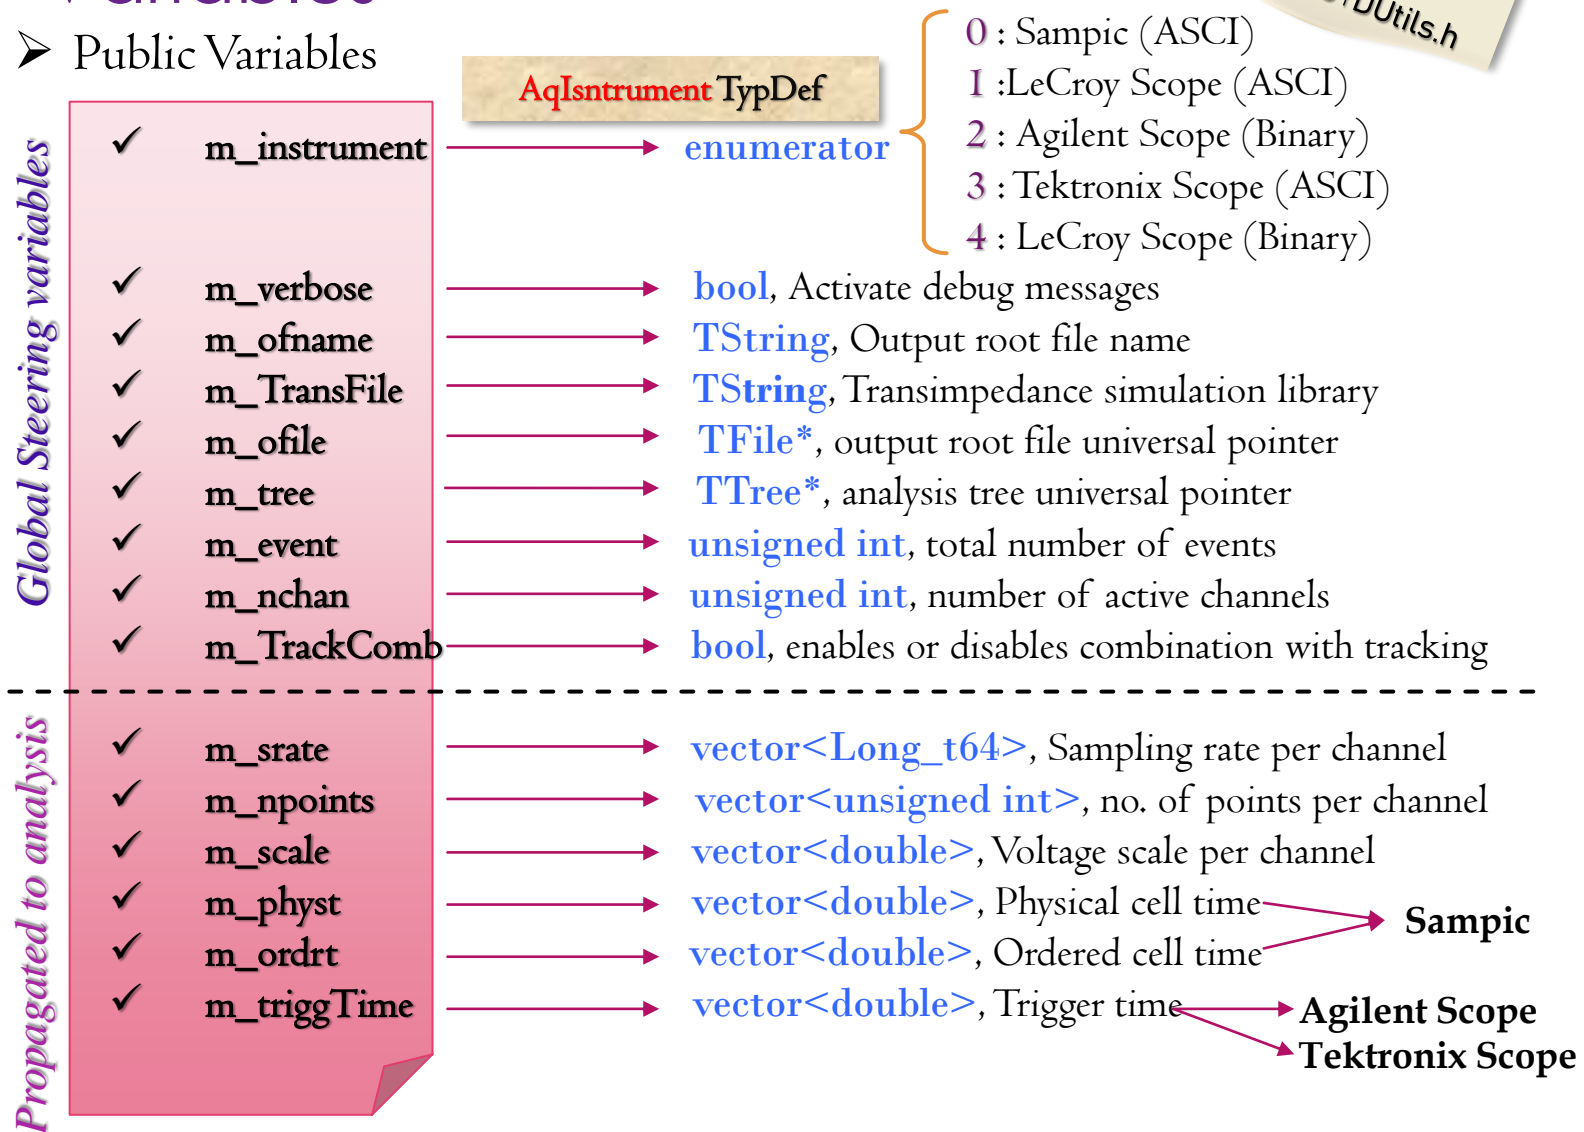 Public Variables
AqIsntrument TypDef
0 : Sampic (ASCI)
1 :LeCroy Scope (ASCI)
2 : Agilent Scope (Binary)
3 : Tektronix Scope (ASCI)
4 : LeCroy Scope (Binary)
Global Steering variables
m_instrument enumerator
m_verbose bool, Activate debug messages
m_ofname TString, Output root file name
m_TransFile TString, Transimpedance simulation library
m_ofile TFile*, output root file universal pointer
m_tree TTree*, analysis tree universal pointer
m_event unsigned int, total number of events
m_nchan unsigned int, number of active channels
m_TrackComb bool, enables or disables combination with tracking
Propagated to analysis
m_srate vector<Long_t64>, Sampling rate per channel
m_npoints vector<unsigned int>, no. of points per channel
m_scale vector<double>, Voltage scale per channel
m_physt vector<double>, Physical cell time
m_ordrt vector<double>, Ordered cell time
Sampic
m_triggTime vector<double>, Trigger time
Agilent Scope
Tektronix Scope